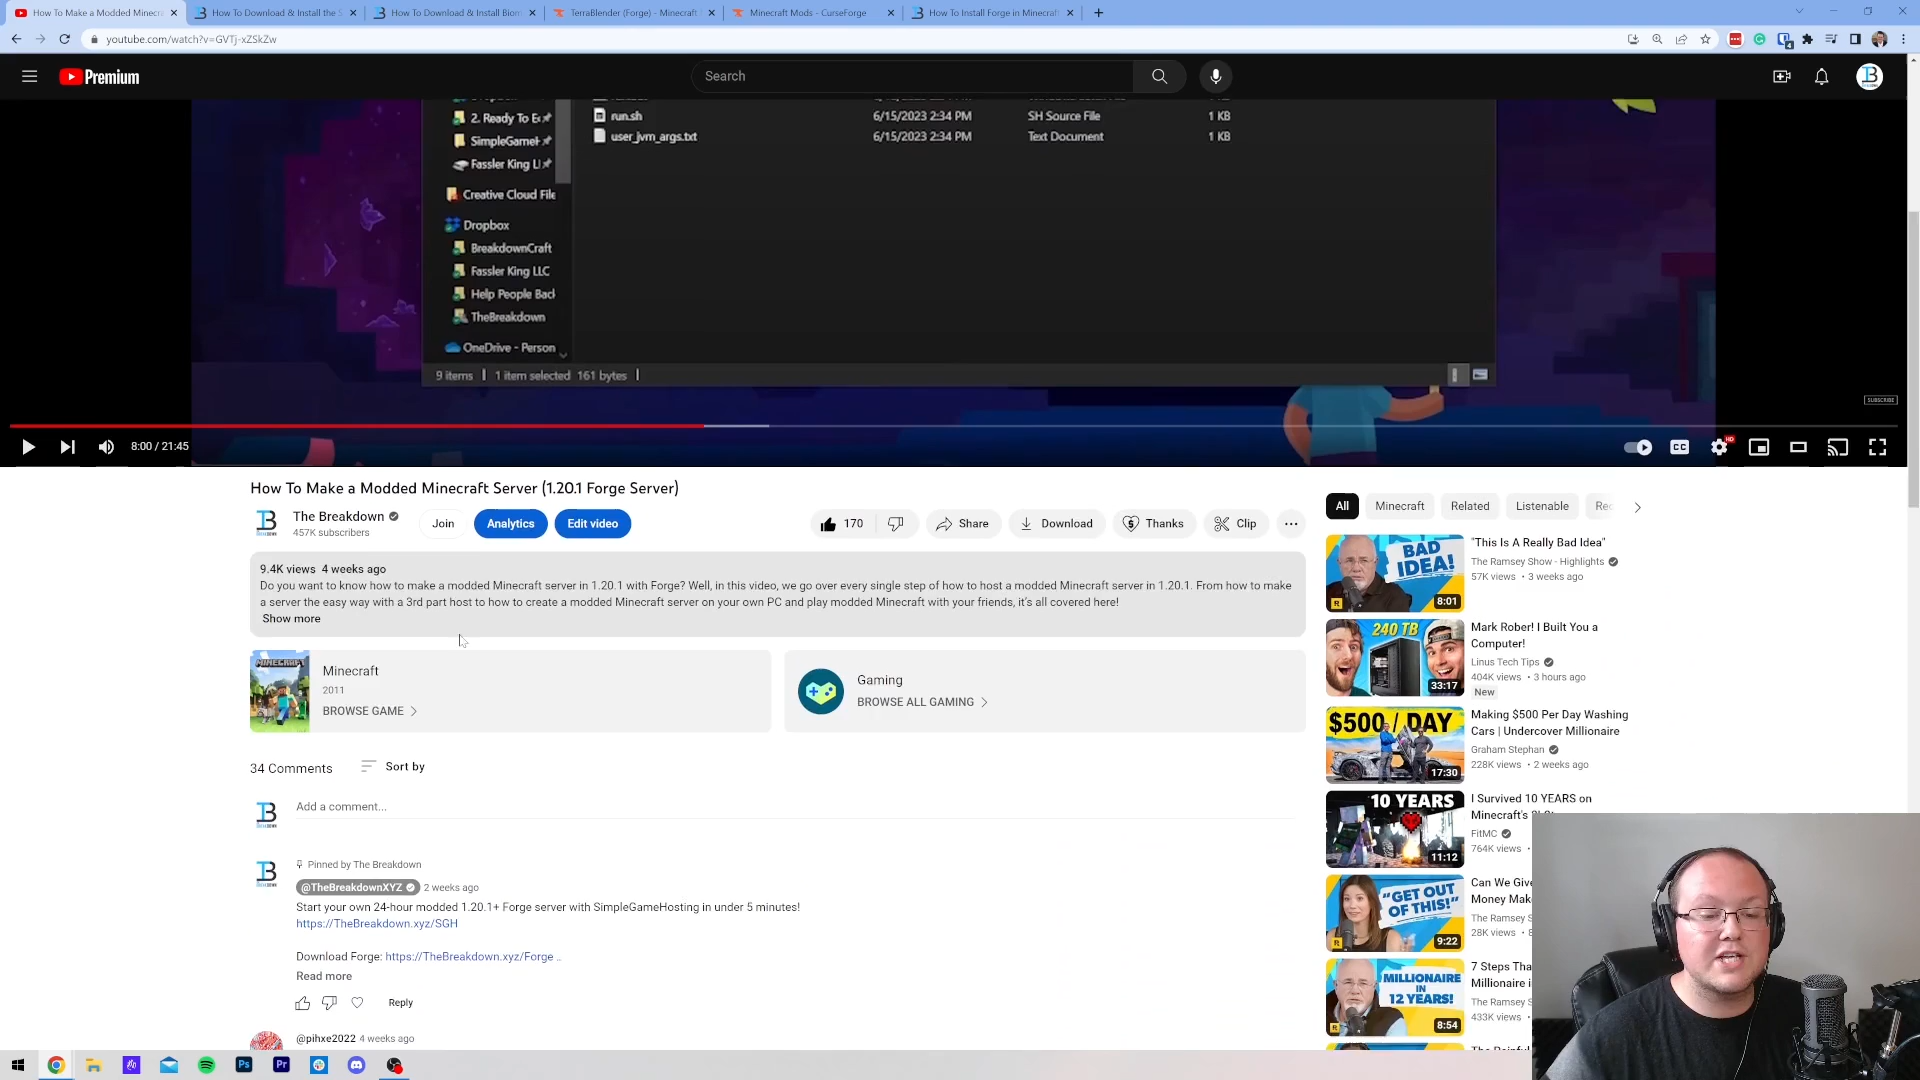 How To Make a Modded Minecr
How To Download & Install the S
How To Download & Install Biom
TerraBlender (Forge) - Minecraft
Minecraft Mods - CurseForge
How To Install Forge in Minecraft
youtube.com/watch?v=GVTj-xZSkZw
Premium
Search
2. Ready To E
run.sh 6/15/2023 2:34 PM SH Source File 1 KB
user_jvm_args.txt 6/15/2023 2:34 PM Text Document 1 KB
SimpleGameH
Fassler King Ll
Creative Cloud File
Dropbox
BreakdownCraft
Fassler King LLC
Help People Back
TheBreakdown
OneDrive - Person
9 items 1 item selected 161 bytes
SUBSCRIBE
8:00 / 21:45
CC
HD
How To Make a Modded Minecraft Server (1.20.1 Forge Server)
The Breakdown
457K subscribers
Join
Analytics
Edit video
170
Share
Download
Thanks
Clip
9.4K views 4 weeks ago
Do you want to know how to make a modded Minecraft server in 1.20.1 with Forge? Well, in this video, we go over every single step of how to host a modded Minecraft server in 1.20.1. From how to make
a server the easy way with a 3rd part host to how to create a modded Minecraft server on your own PC and play modded Minecraft with your friends, it's all covered here!
Show more
MINECRAFT
Minecraft
2011
BROWSE GAME
Gaming
BROWSE ALL GAMING
34 Comments
Sort by
Add a comment...
Pinned by The Breakdown
@TheBreakdownXYZ 2 weeks ago
Start your own 24-hour modded 1.20.1+ Forge server with SimpleGameHosting in under 5 minutes!
https://TheBreakdown.xyz/SGH
Download Forge: https://TheBreakdown.xyz/Forge ..
Read more
Reply
@pihxe2022 4 weeks ago
All
Minecraft
Related
Listenable
Rec
BAD
IDEA!
8:01
"This Is A Really Bad Idea"
The Ramsey Show - Highlights
57K views • 3 weeks ago
240 TB
33:17
Mark Rober! I Built You a
Computer!
Linus Tech Tips
404K views • 3 hours ago
New
$500 / DAY
17:30
Making $500 Per Day Washing
Cars | Undercover Millionaire
Graham Stephan
228K views • 2 weeks ago
10 YEARS
11:12
I Survived 10 YEARS on
Minecraft's
FitMC
764K views •
"GET OUT
OF THIS!"
9:22
Can We Give
Money Mak
The Ramsey S
28K views •
MILLIONAIRE
IN
12 YEARS!
8:54
7 Steps Tha
Millionaire i
The Ramsey S
433K views •
Ps
Pr